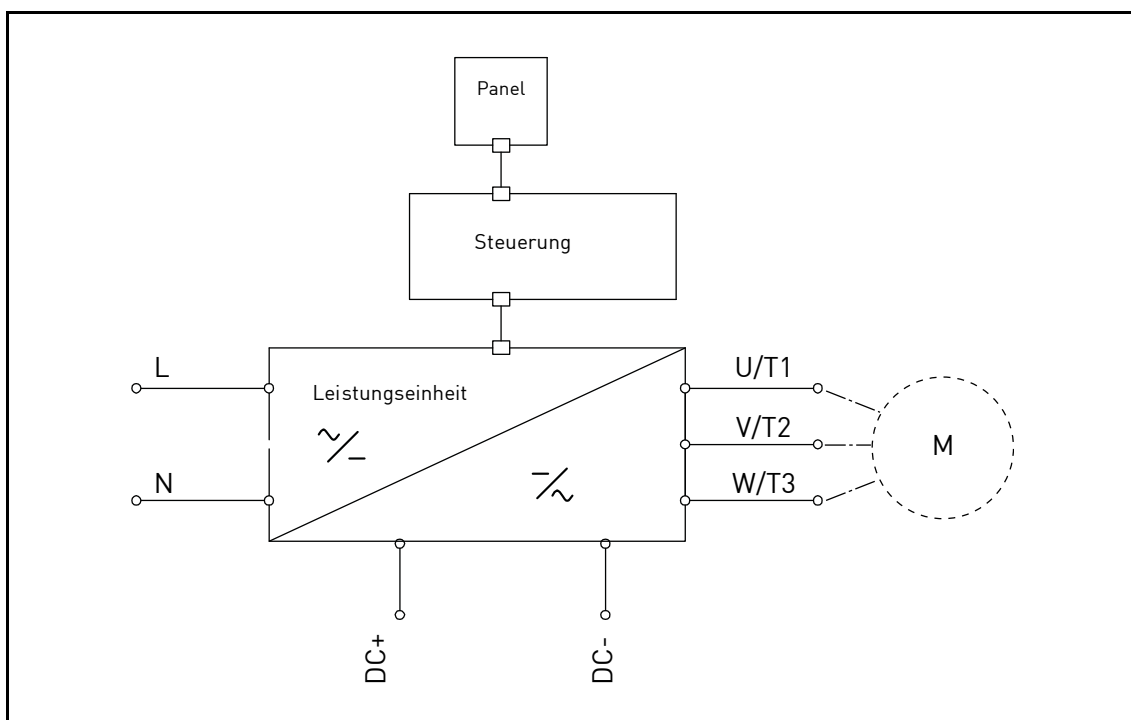 Panel
Steuerung
Leistungseinheit
L
N
U/T1
V/T2
W/T3
M
DC+
DC-